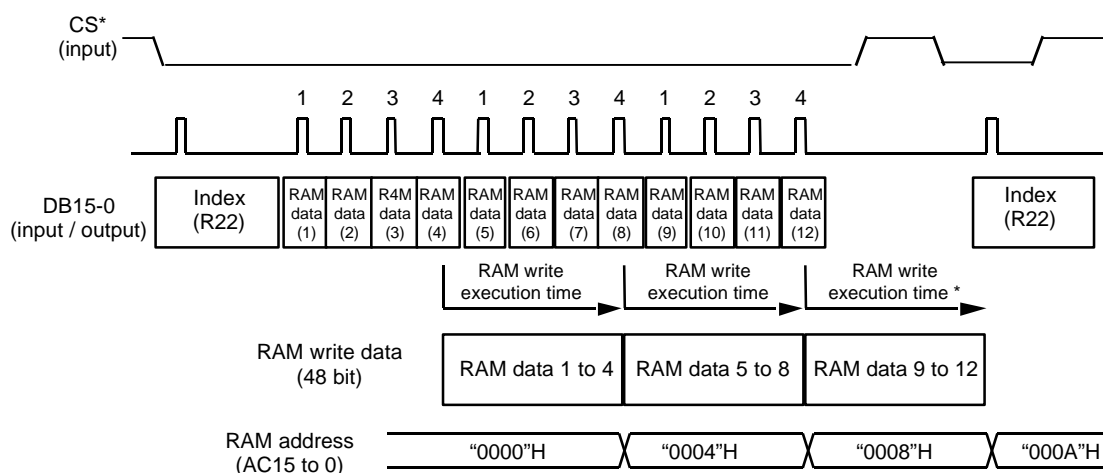 CS*
(input)
1 2 3 4 1 2 3 4 1 2 3 4
DB15-0
(input / output)
Index
(R22)
RAM
data
(1)
RAM
data
(2)
R4M
data
(3)
RAM
data
(4)
RAM
data
(5)
RAM
data
(6)
RAM
data
(7)
RAM
data
(8)
RAM
data
(9)
RAM
data
(10)
RAM
data
(11)
RAM
data
(12)
Index
(R22)
RAM write
execution time
RAM write
execution time
RAM write
execution time *
RAM write data
(48 bit)
RAM data 1 to 4
RAM data 5 to 8
RAM data 9 to 12
RAM address
(AC15 to 0)
“0000”H
“0004”H
“0008”H
“000A”H